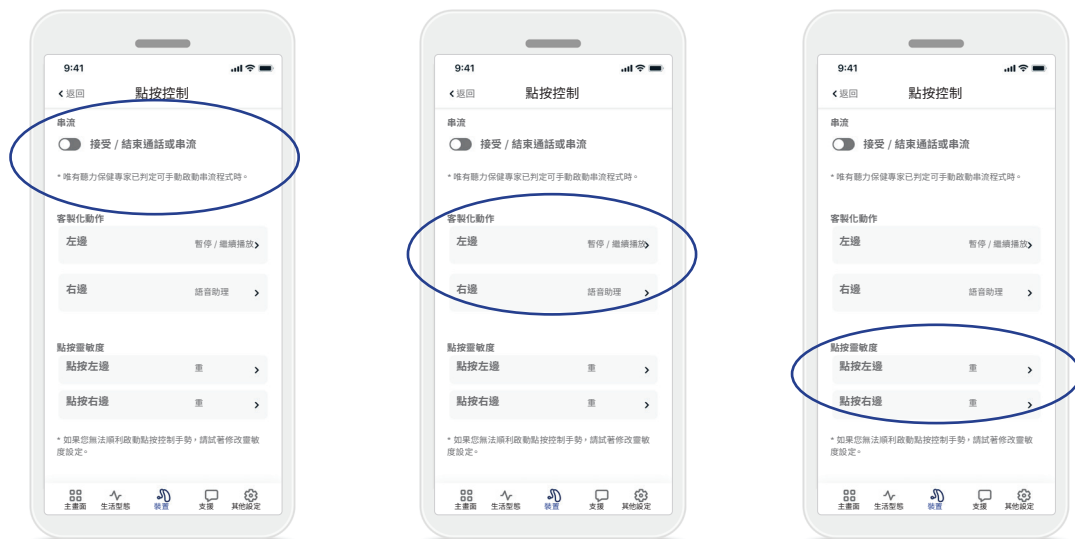 9:41
返回
點按控制
串流
接受 / 結束通話或串流
* 唯有聽力保健專家已判定可手動啟動串流程式時。
客製化動作
左邊 暫停 / 繼續播放
右邊 語音助理
點按靈敏度
點按左邊 重
點按右邊 重
* 如果您無法順利啟動點按控制手勢,請試著修改靈敏
度設定。
主畫面 生活型態 裝置 支援 其他設定
9:41
返回
點按控制
串流
接受 / 結束通話或串流
* 唯有聽力保健專家已判定可手動啟動串流程式時。
客製化動作
左邊 暫停 / 繼續播放
右邊 語音助理
點按靈敏度
點按左邊 重
點按右邊 重
* 如果您無法順利啟動點按控制手勢,請試著修改靈敏
度設定。
主畫面 生活型態 裝置 支援 其他設定
9:41
返回
點按控制
串流
接受 / 結束通話或串流
* 唯有聽力保健專家已判定可手動啟動串流程式時。
客製化動作
左邊 暫停 / 繼續播放
右邊 語音助理
點按靈敏度
點按左邊 重
點按右邊 重
* 如果您無法順利啟動點按控制手勢,請試著修改靈敏
度設定。
主畫面 生活型態 裝置 支援 其他設定